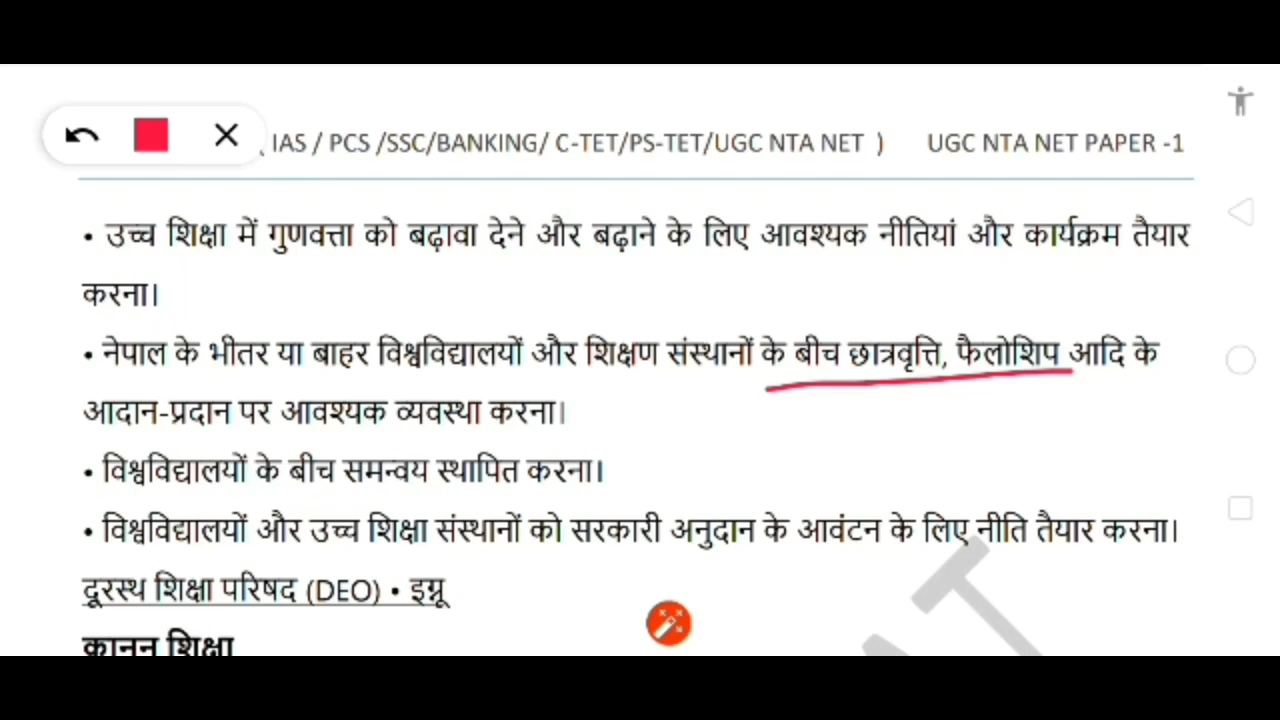 ( IAS / PCS /SSC/BANKING/ C-TET/PS-TET/UGC NTA NET ) UGC NTA NET PAPER -1
• उच्च शिक्षा में गुणवत्ता को बढ़ावा देने और बढ़ाने के लिए आवश्यक नीतियां और कार्यक्रम तैयार
करना।
• नेपाल के भीतर या बाहर विश्वविद्यालयों और शिक्षण संस्थानों के बीच छात्रवृत्ति, फैलोशिप आदि के
आदान-प्रदान पर आवश्यक व्यवस्था करना।
• विश्वविद्यालयों के बीच समन्वय स्थापित करना।
• विश्वविद्यालयों और उच्च शिक्षा संस्थानों को सरकारी अनुदान के आवंटन के लिए नीति तैयार करना।
दूरस्थ शिक्षा परिषद (DEO) • इग्नू
कानून शिक्षा